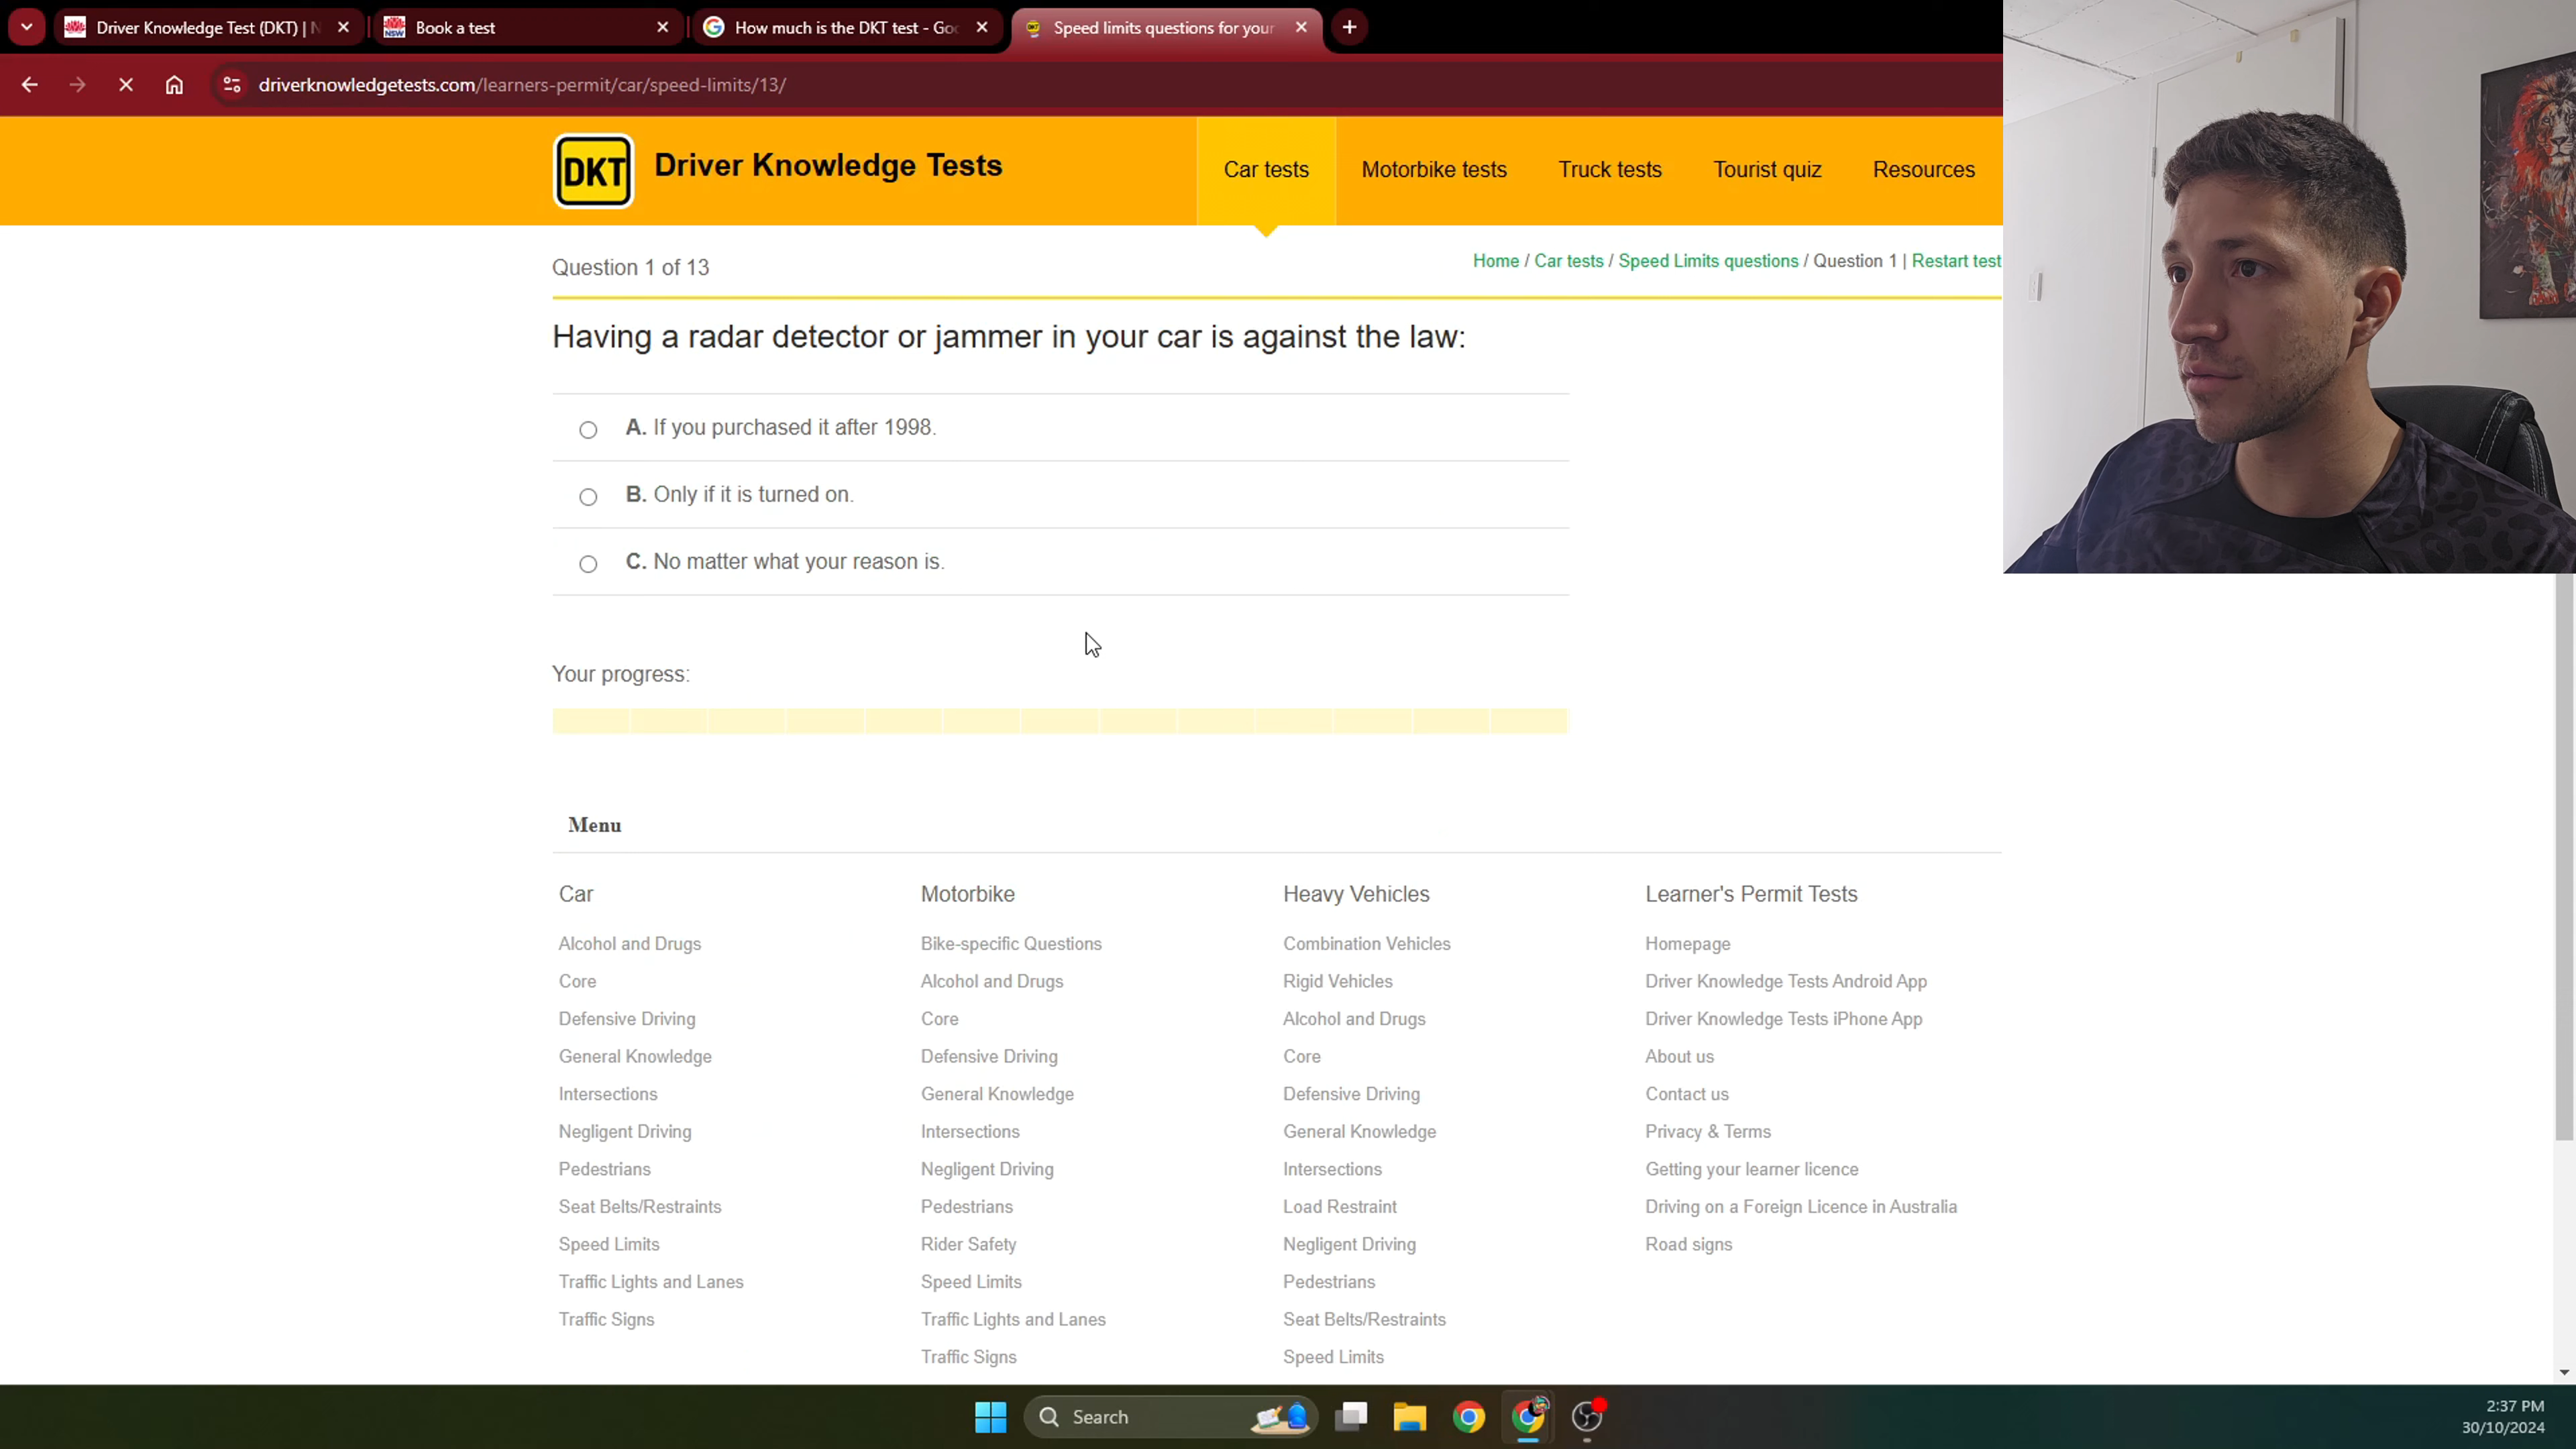 Driver Knowledge Test (DKT) | N
Book a test
How much is the DKT test - Goo
Speed limits questions for your
driverknowledgetests.com/learners-permit/car/speed-limits/13/
DKT
Driver Knowledge Tests
Car tests
Motorbike tests
Truck tests
Tourist quiz
Resources
Question 1 of 13
Home / Car tests / Speed Limits questions / Question 1 | Restart test
Having a radar detector or jammer in your car is against the law:
A. If you purchased it after 1998.
B. Only if it is turned on.
C. No matter what your reason is.
Your progress:
Menu
Car
Alcohol and Drugs
Core
Defensive Driving
General Knowledge
Intersections
Negligent Driving
Pedestrians
Seat Belts/Restraints
Speed Limits
Traffic Lights and Lanes
Traffic Signs
Motorbike
Bike-specific Questions
Alcohol and Drugs
Core
Defensive Driving
General Knowledge
Intersections
Negligent Driving
Pedestrians
Rider Safety
Speed Limits
Traffic Lights and Lanes
Traffic Signs
Heavy Vehicles
Combination Vehicles
Rigid Vehicles
Alcohol and Drugs
Core
Defensive Driving
General Knowledge
Intersections
Load Restraint
Negligent Driving
Pedestrians
Seat Belts/Restraints
Speed Limits
Learner's Permit Tests
Homepage
Driver Knowledge Tests Android App
Driver Knowledge Tests iPhone App
About us
Contact us
Privacy & Terms
Getting your learner licence
Driving on a Foreign Licence in Australia
Road signs
Search
2:37 PM
30/10/2024